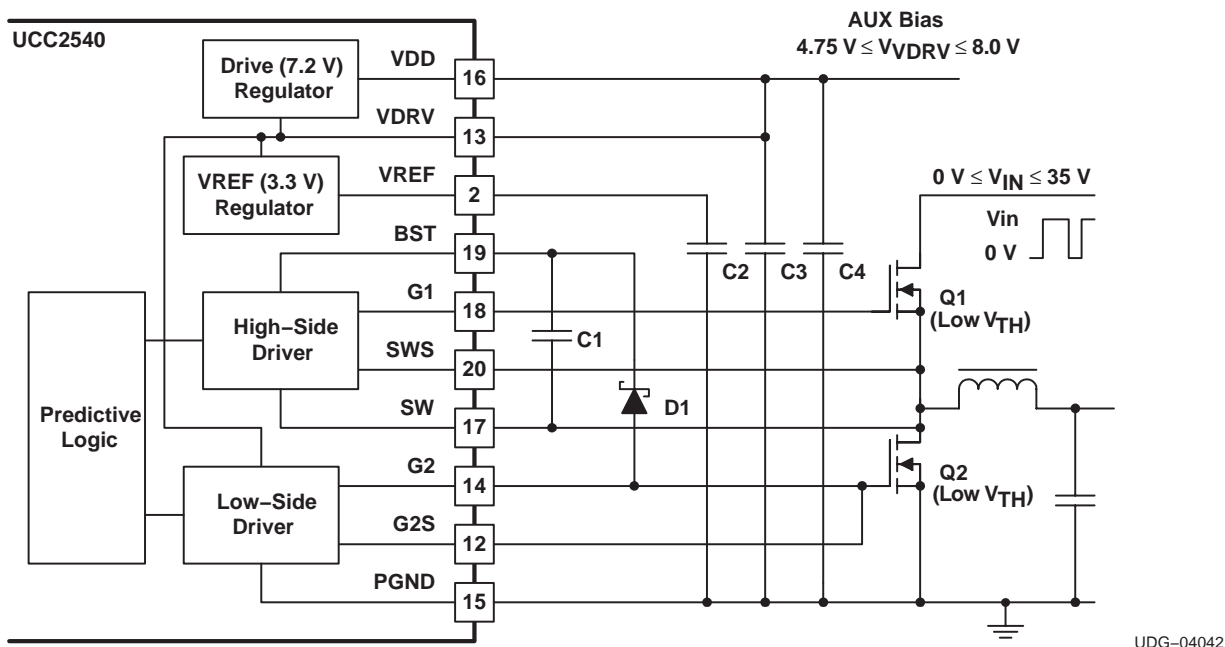 UCC2540
AUX Bias
4.75 V ≤ VVDRV ≤ 8.0 V
Drive (7.2 V)
Regulator
VDD
16
VDRV
13
VREF (3.3 V)
Regulator
VREF
2
0 V ≤ VIN ≤ 35 V
Vin
0 V
BST
19
C2
C3
C4
G1
18
Q1
(Low VTH)
High–Side
Driver
C1
SWS
20
Predictive
Logic
SW
17
D1
G2
14
Q2
(Low VTH)
Low–Side
Driver
G2S
12
PGND
15
UDG–04042